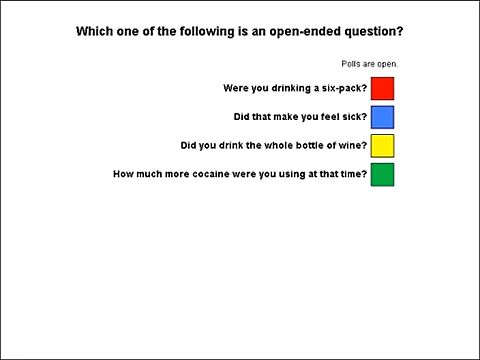 Which one of the following is an open-ended question?
Polls are open.
Were you drinking a six-pack?
Did that make you feel sick?
Did you drink the whole bottle of wine?
How much more cocaine were you using at that time?